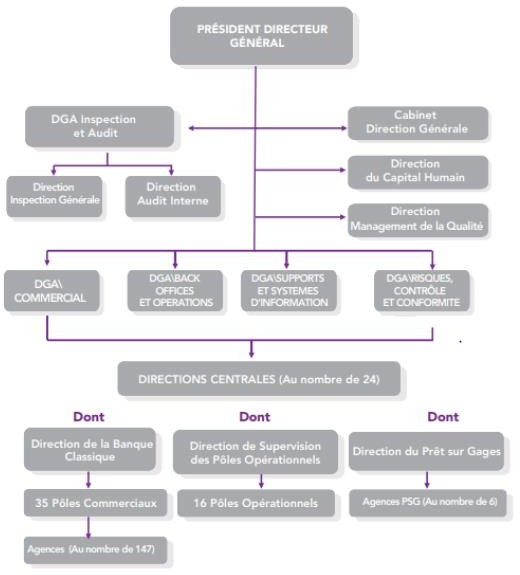 PRÉSIDENT DIRECTEUR
GÉNÉRAL
DGA Inspection
et Audit
Cabinet
Direction Générale
Direction
Inspection Générale
Direction
Audit Interne
Direction
du Capital Humain
Direction
Management de la Qualité
DGA\
COMMERCIAL
DGA\BACK
OFFICES
ET OPERATIONS
DGA\SUPPORTS
ET SYSTEMES
D'INFORMATION
DGA\RISQUES,
CONTRÔLE
ET CONFORMITE
DIRECTIONS CENTRALES (Au nombre de 24)
Dont
Dont
Dont
Direction de la Banque
Classique
Direction de Supervision
des Pôles Opérationnels
Direction du Prêt sur Gages
35 Pôles Commerciaux
16 Pôles Opérationnels
Agences PSG (Au nombre de 6)
Agences (Au nombre de 147)